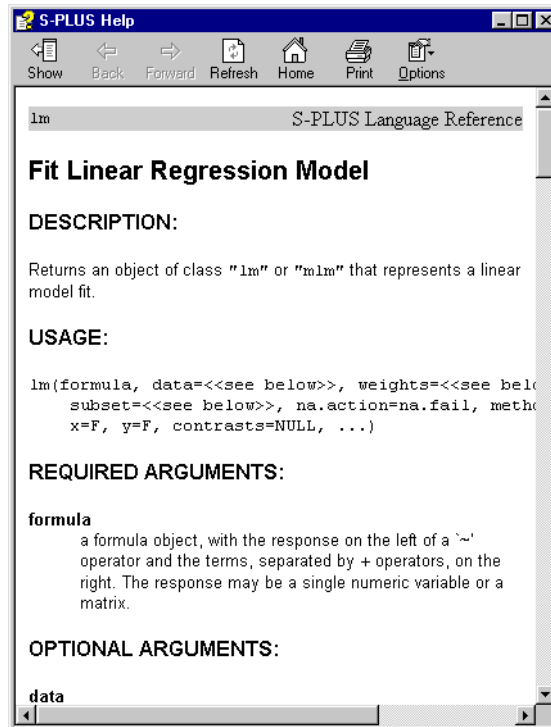 S-PLUS Help
Show Back Forward Refresh Home Print Options
lm S-PLUS Language Reference
Fit Linear Regression Model
DESCRIPTION:
Returns an object of class "lm" or "mlm" that represents a linear
model fit.
USAGE:
lm(formula, data=<<see below>>, weights=<<see belo
subset=<<see below>>, na.action=na.fail, metho
x=F, y=F, contrasts=NULL, ...)
REQUIRED ARGUMENTS:
formula
a formula object, with the response on the left of a `~'
operator and the terms, separated by + operators, on the
right. The response may be a single numeric variable or a
matrix.
OPTIONAL ARGUMENTS:
data